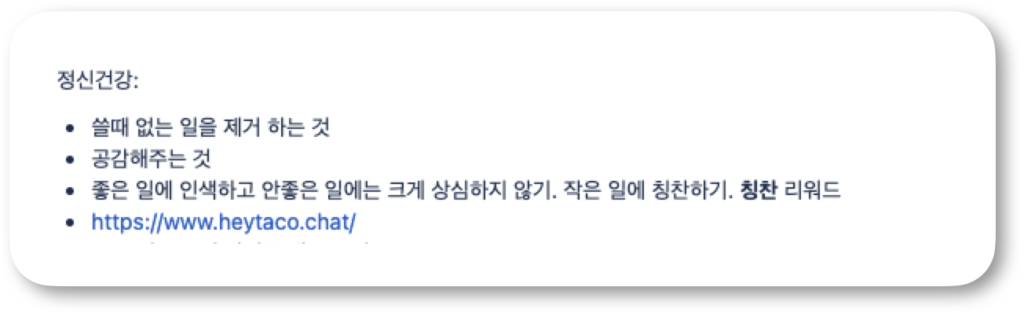 정신건강:
• 쓸때 없는 일을 제거 하는 것
• 공감해주는 것
• 좋은 일에 인색하고 안좋은 일에는 크게 상심하지 않기. 작은 일에 칭찬하기. 칭찬 리워드
• https://www.heytaco.chat/